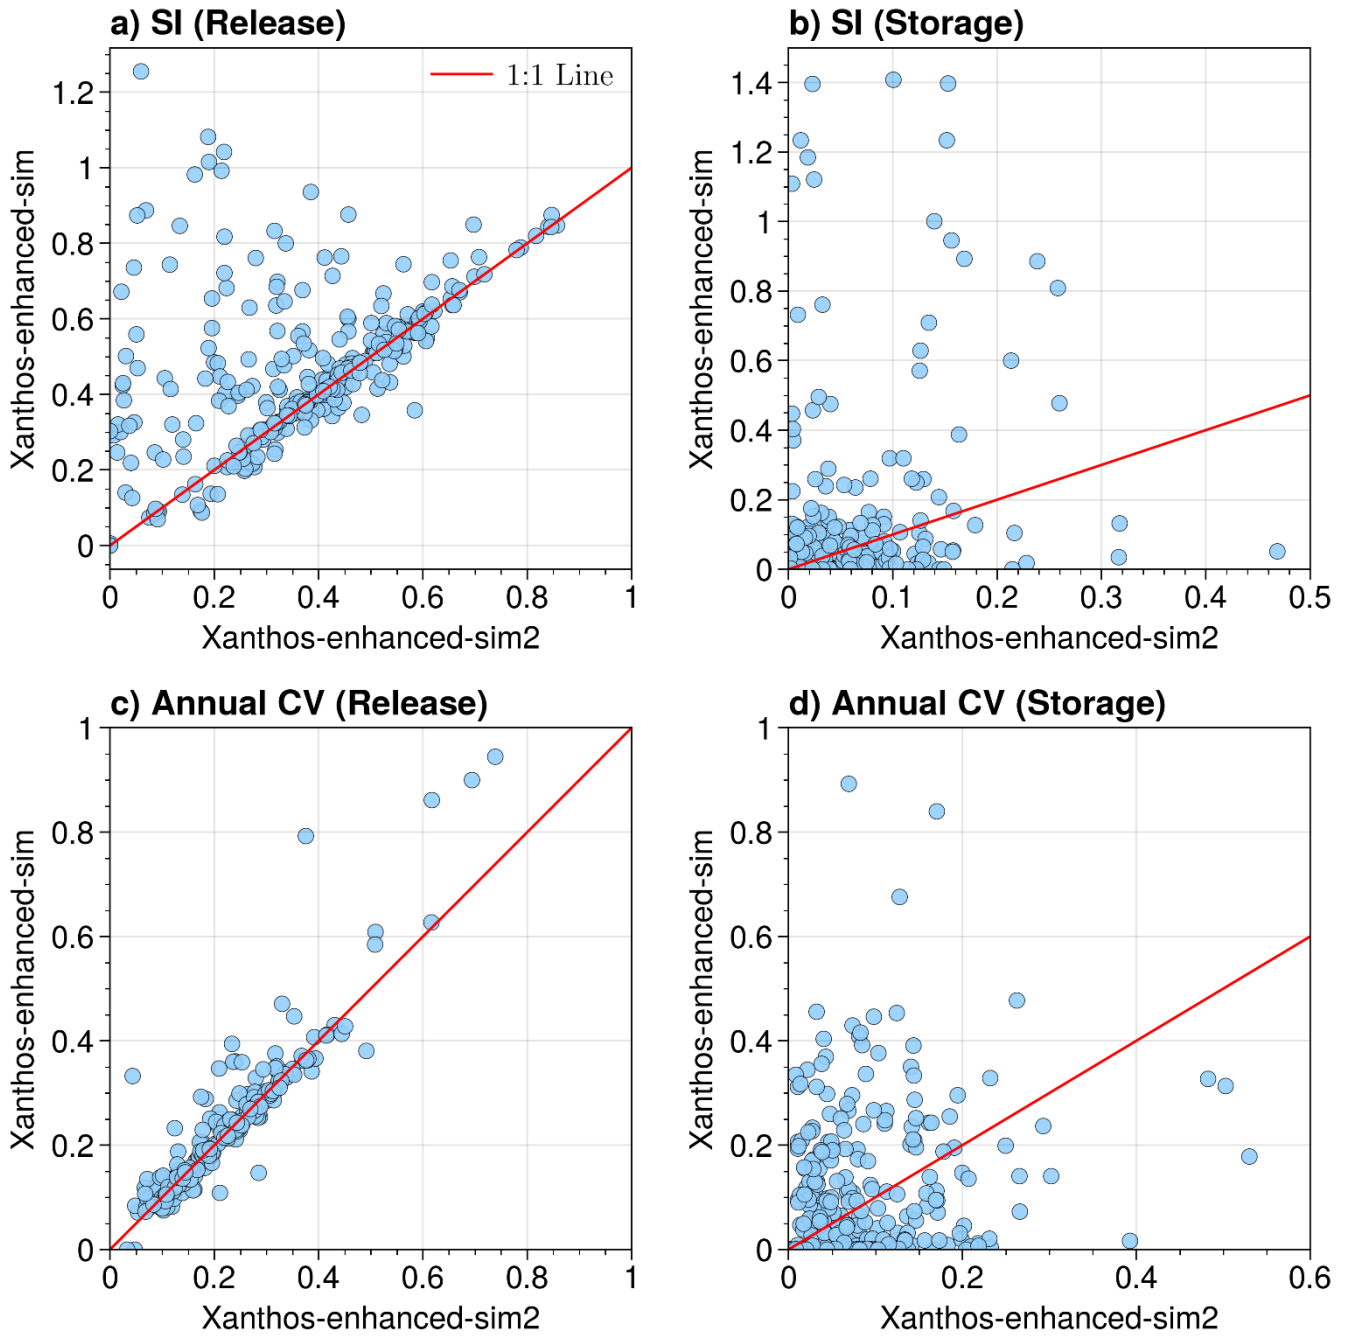 a) SI (Release)
1:1 Line
0
0.2
0.4
0.6
0.8
1
1.2
Xanthos-enhanced-sim
0 0.2 0.4 0.6 0.8 1
Xanthos-enhanced-sim2
b) SI (Storage)
0
0.2
0.4
0.6
0.8
1
1.2
1.4
Xanthos-enhanced-sim
0 0.1 0.2 0.3 0.4 0.5
Xanthos-enhanced-sim2
c) Annual CV (Release)
0
0.2
0.4
0.6
0.8
1
Xanthos-enhanced-sim
0 0.2 0.4 0.6 0.8 1
Xanthos-enhanced-sim2
d) Annual CV (Storage)
0
0.2
0.4
0.6
0.8
1
Xanthos-enhanced-sim
0 0.2 0.4 0.6
Xanthos-enhanced-sim2